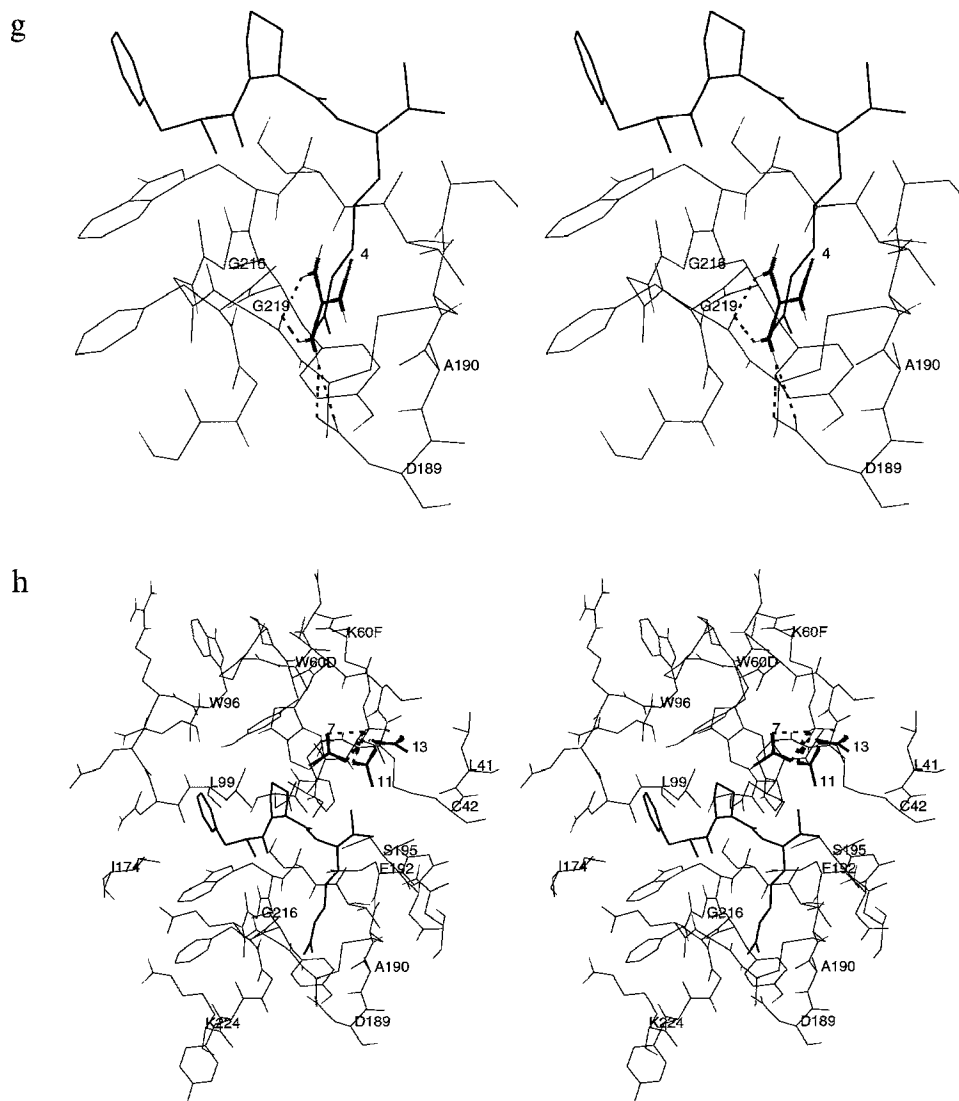 g
4 4
G216 G216
G219 G219
A190 A190
D189 D189
h
K60F K60F
W60D W60D
W96 W96
7 7
13 13
L99 11 L41 L99 11 L41
C42 C42
S195 S195
I174 E192 I174 E192
G216 G216
A190 A190
K224 D189 K224 D189